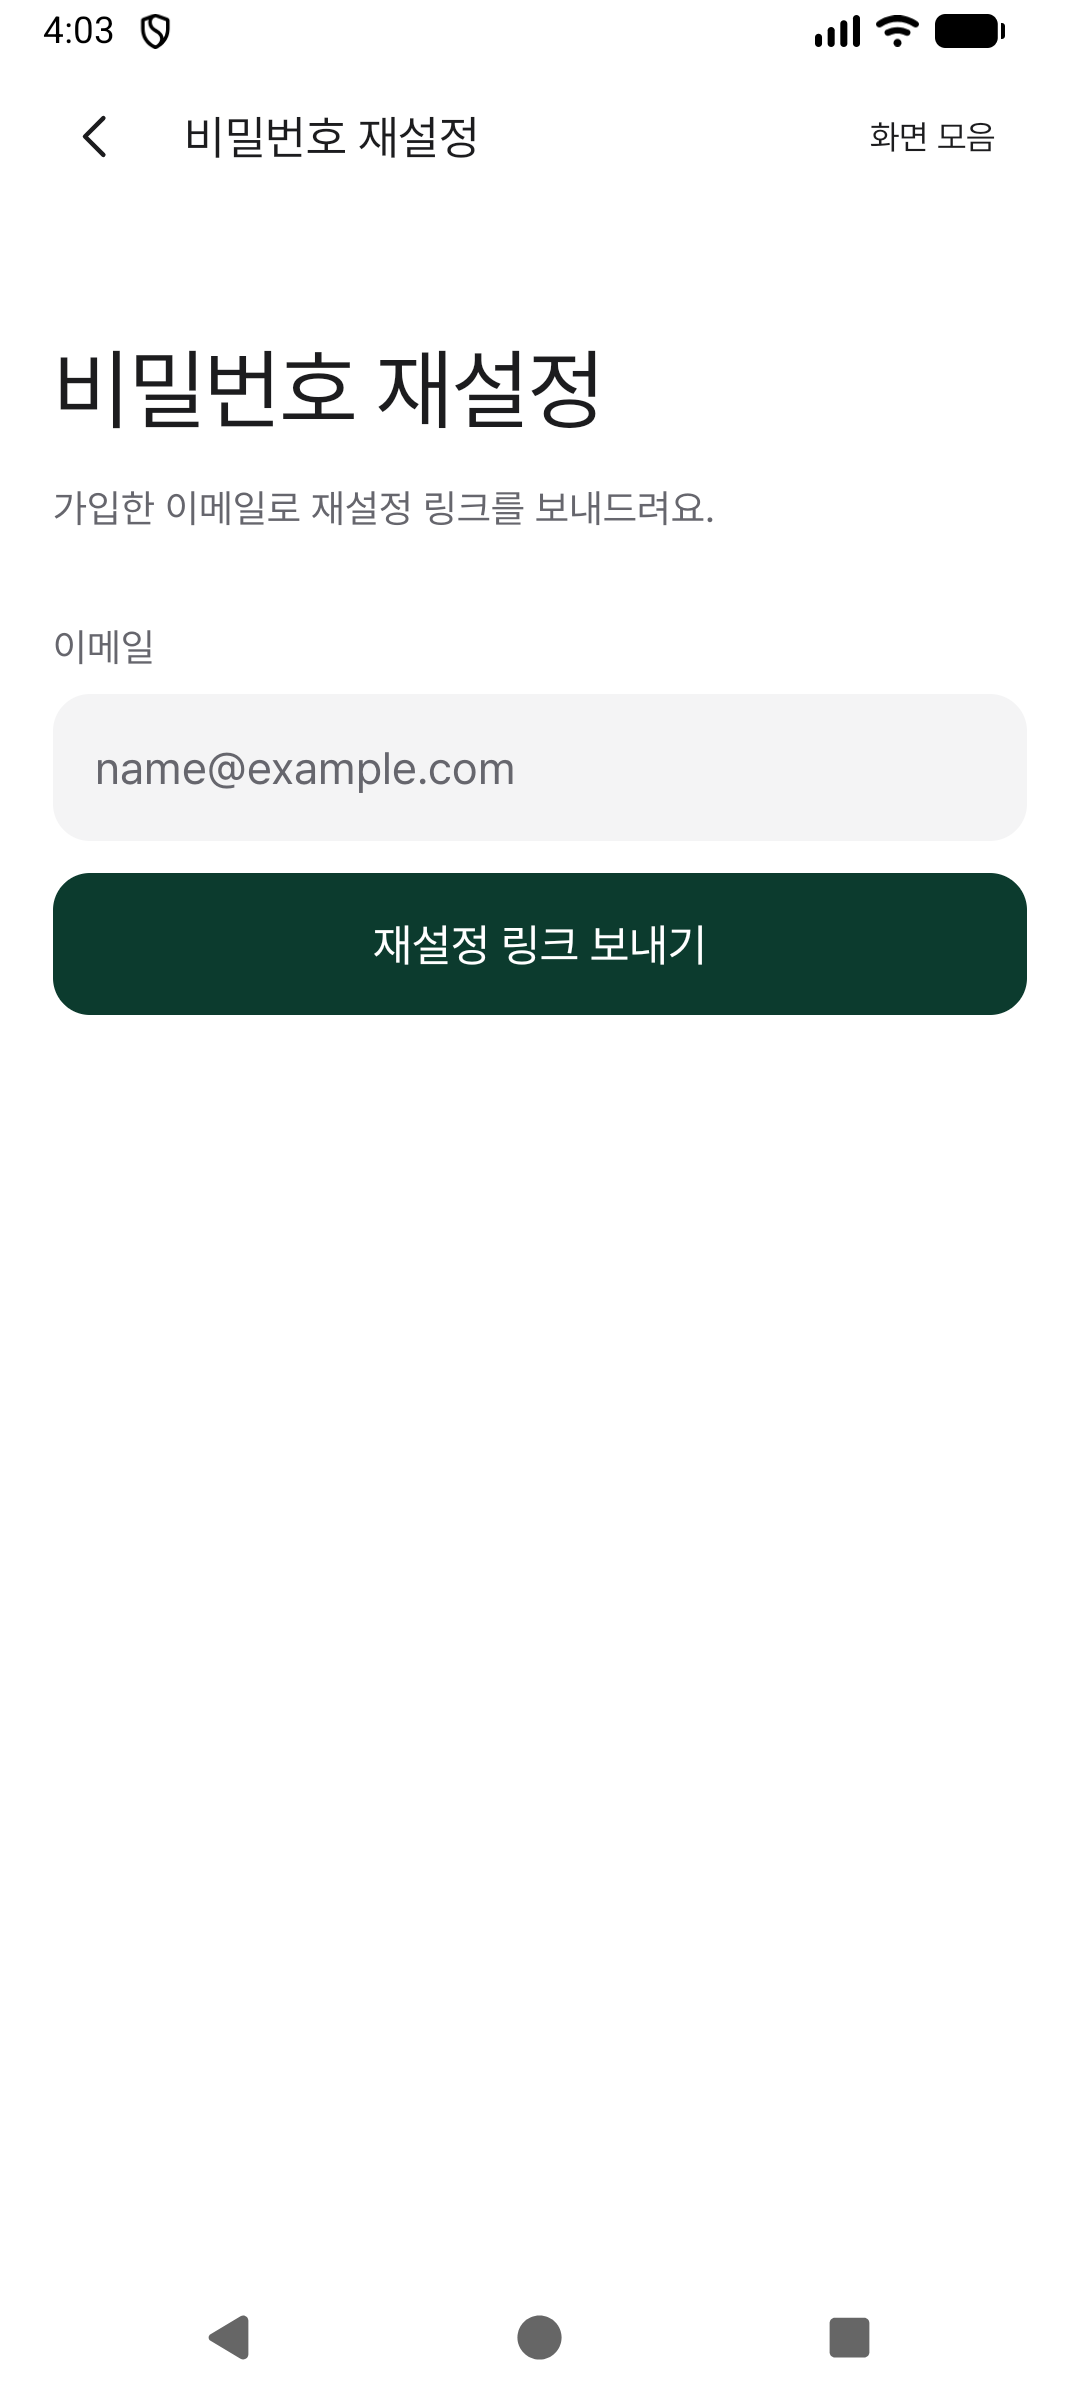 4:03
비밀번호 재설정
화면 모음
비밀번호 재설정
가입한 이메일로 재설정 링크를 보내드려요.
이메일
name@example.com
재설정 링크 보내기